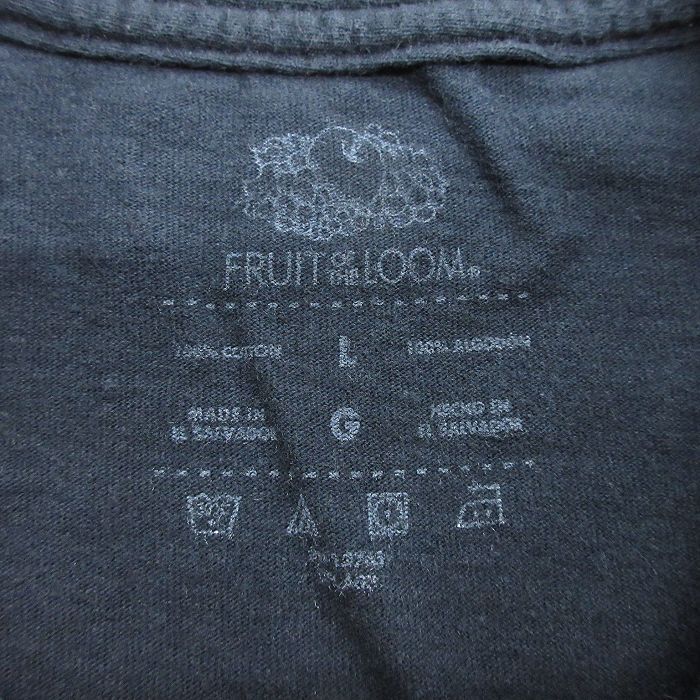 FRUIT OF THE LOOM®
100% COTTON L 100% ALGODÓN
MADE IN EL SALVADOR G HECHO EN EL SALVADOR